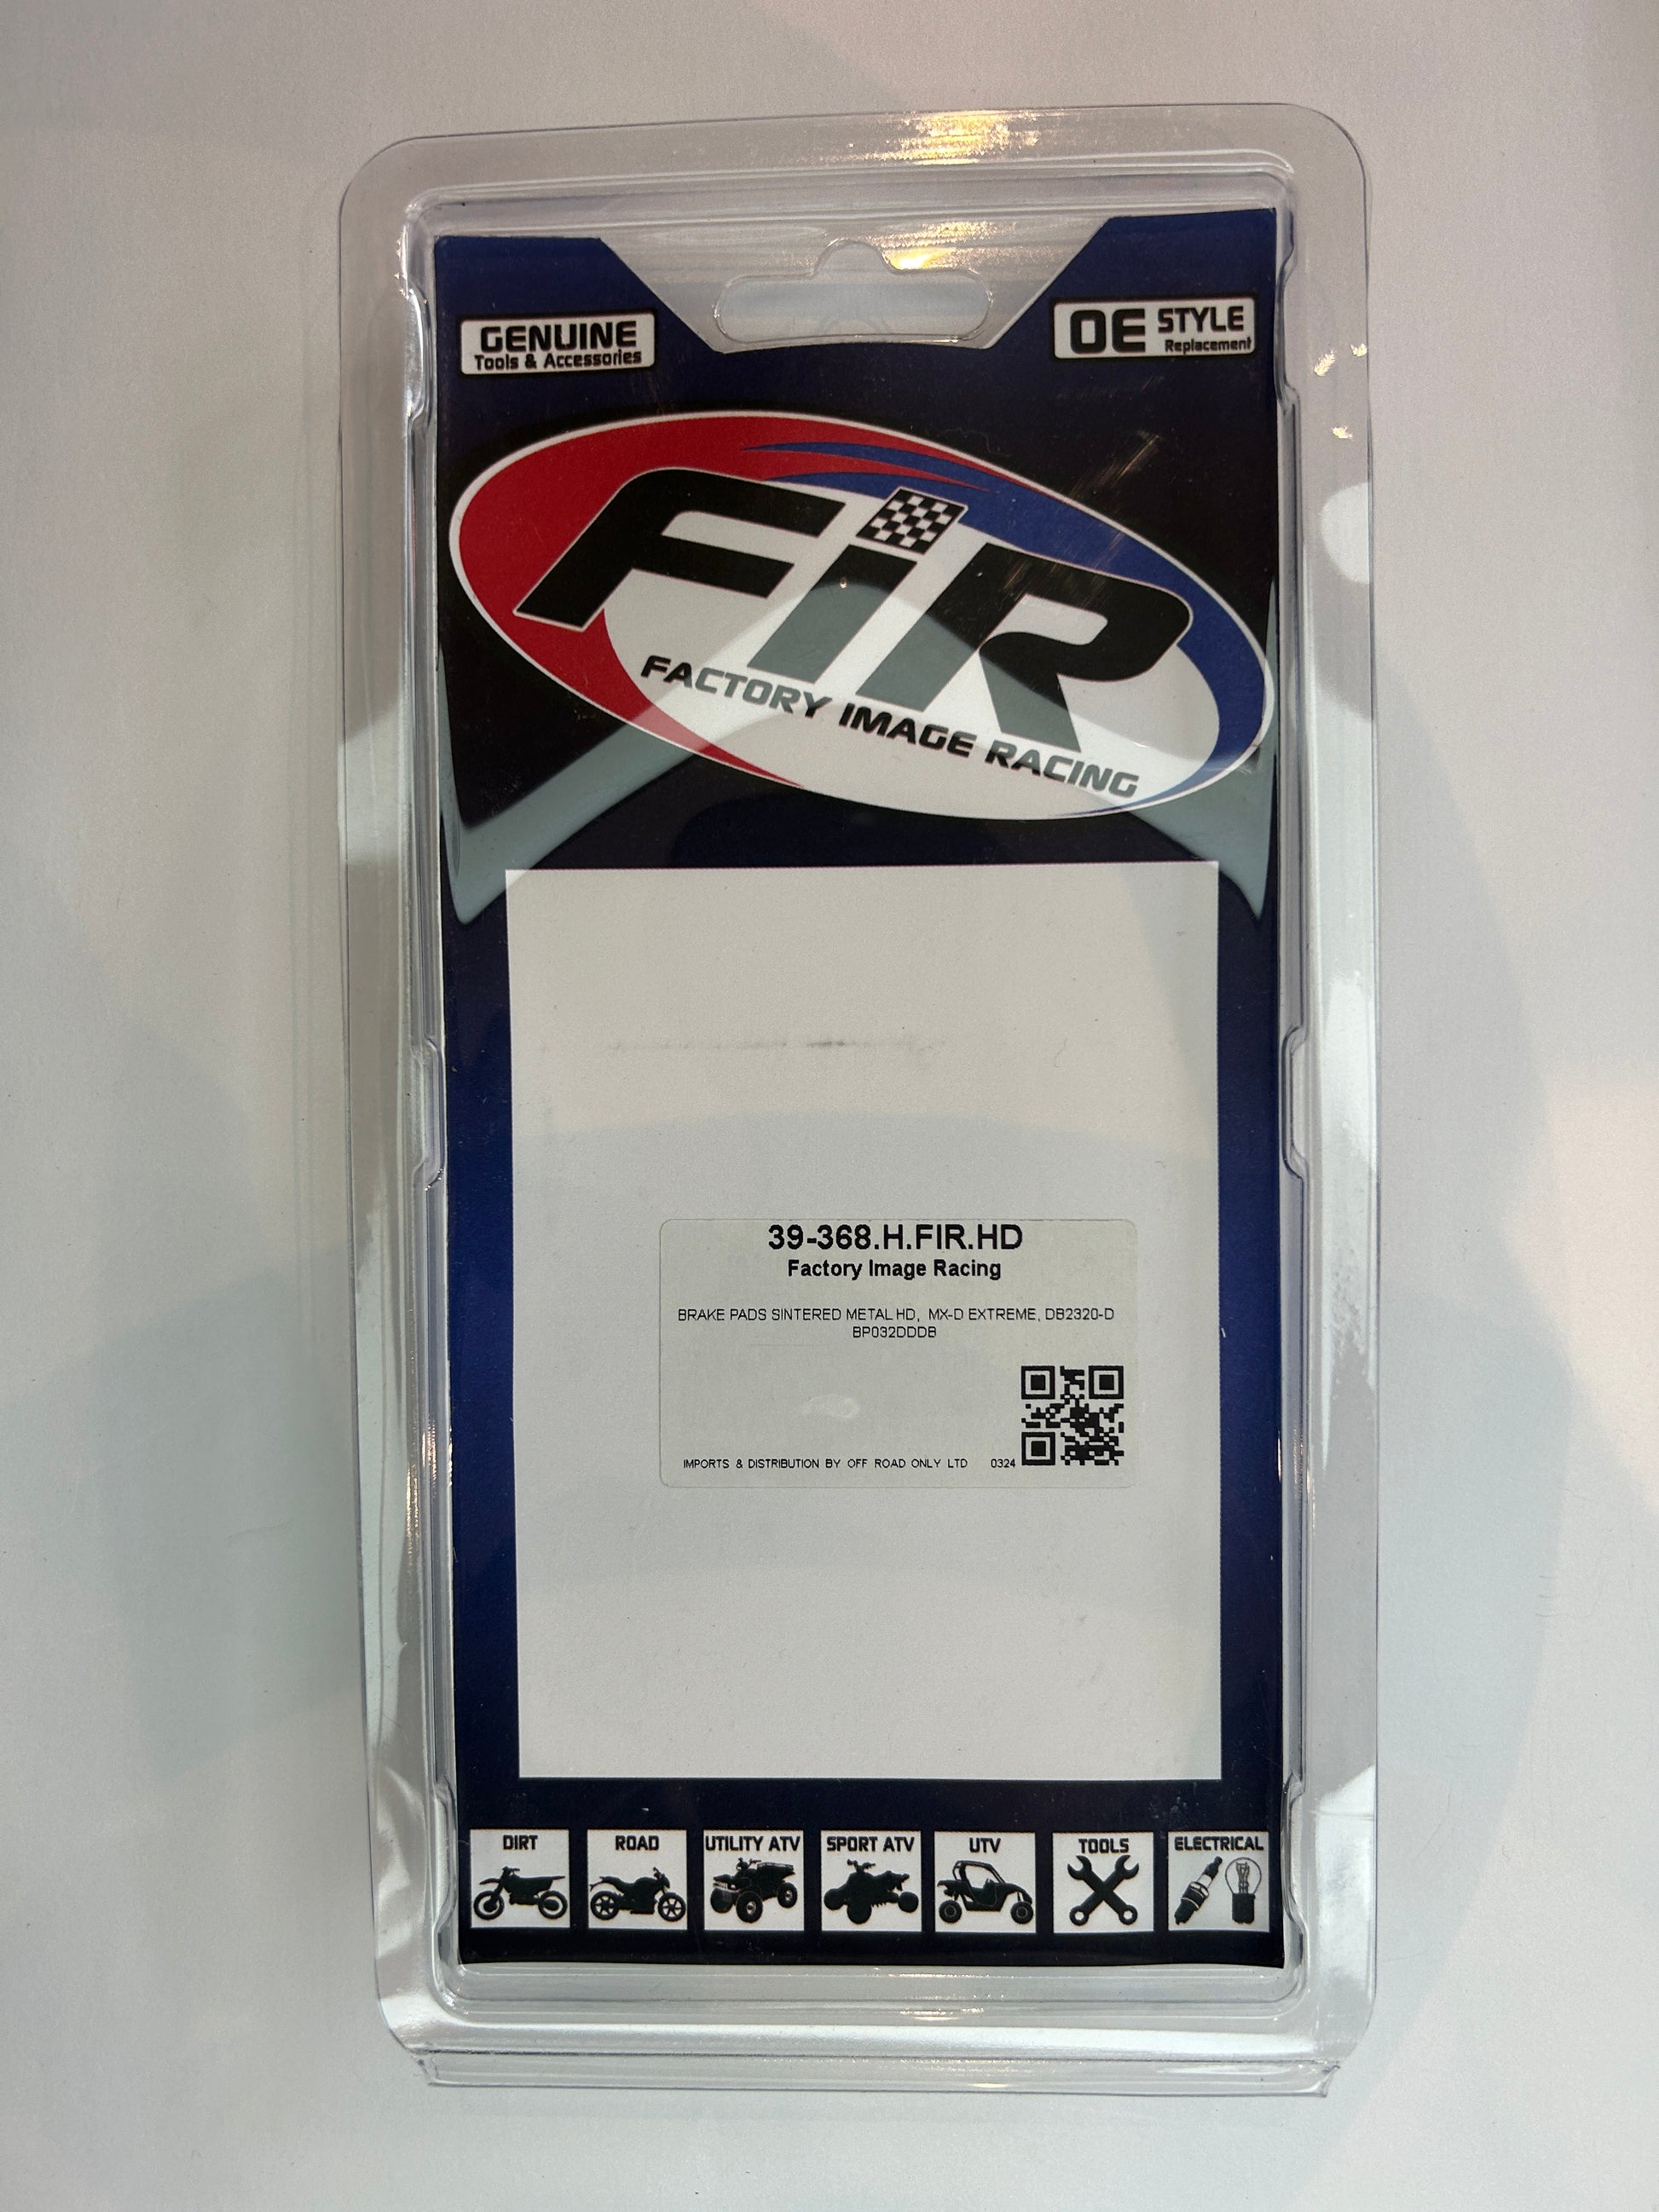 GENUINE
Tools & Accessories
OE STYLE
Replacement
FiR
FACTORY IMAGE RACING
39-368.H.FIR.HD
Factory Image Racing
BRAKE PADS SINTERED METAL HD, MX-D EXTREME, DB2320-D
BP032DDDB
IMPORTS & DISTRIBUTION BY OFF ROAD ONLY LTD 0324
DIRT
ROAD
UTILITY ATV
SPORT ATV
UTV
TOOLS
ELECTRICAL